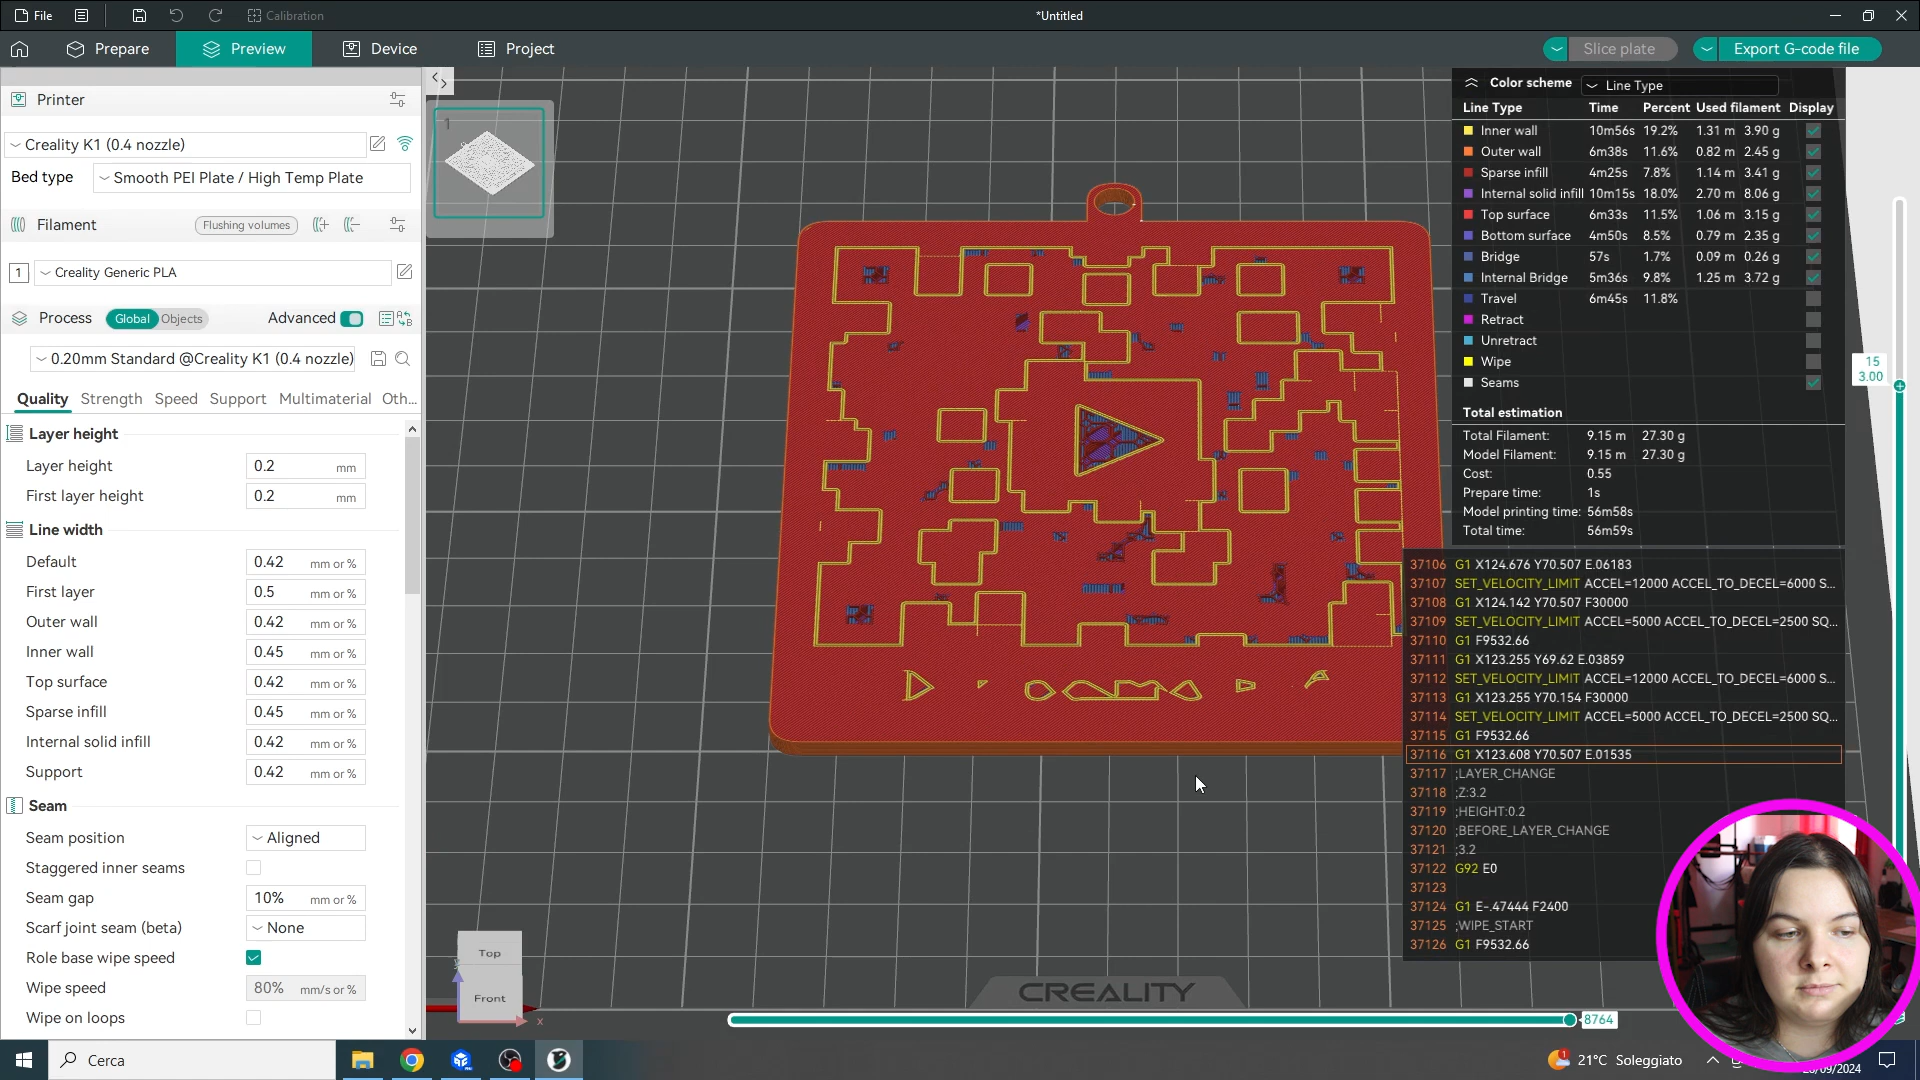 File
Calibration
*Untitled
Prepare
Preview
Device
Project
Slice plate
Export G-code file
Printer
Creality K1 (0.4 nozzle)
Bed type
Smooth PEI Plate / High Temp Plate
Filament
Flushing volumes
1
Creality Generic PLA
Process
Global
Objects
Advanced
0.20mm Standard @Creality K1 (0.4 nozzle)
Quality
Strength
Speed
Support
Multimaterial
Oth...
Layer height
Layer height 0.2 mm
First layer height 0.2 mm
Line width
Default 0.42 mm or %
First layer 0.5 mm or %
Outer wall 0.42 mm or %
Inner wall 0.45 mm or %
Top surface 0.42 mm or %
Sparse infill 0.45 mm or %
Internal solid infill 0.42 mm or %
Support 0.42 mm or %
Seam
Seam position Aligned
Staggered inner seams
Seam gap 10% mm or %
Scarf joint seam (beta) None
Role base wipe speed
Wipe speed 80% mm/s or %
Wipe on loops
1
Top
Front
x
CREALITY
8764
Color scheme Line Type
Line Type Time Percent Used filament Display
Inner wall 10m56s 19.2% 1.31 m 3.90 g
Outer wall 6m38s 11.6% 0.82 m 2.45 g
Sparse infill 4m25s 7.8% 1.14 m 3.41 g
Internal solid infill 10m15s 18.0% 2.70 m 8.06 g
Top surface 6m33s 11.5% 1.06 m 3.15 g
Bottom surface 4m50s 8.5% 0.79 m 2.35 g
Bridge 57s 1.7% 0.09 m 0.26 g
Internal Bridge 5m36s 9.8% 1.25 m 3.72 g
Travel 6m45s 11.8%
Retract
Unretract
Wipe
Seams
Total estimation
Total Filament: 9.15 m 27.30 g
Model Filament: 9.15 m 27.30 g
Cost: 0.55
Prepare time: 1s
Model printing time: 56m58s
Total time: 56m59s
15
3.00
37106 G1 X124.676 Y70.507 E.06183
37107 SET_VELOCITY_LIMIT ACCEL=12000 ACCEL_TO_DECEL=6000 S...
37108 G1 X124.142 Y70.507 F30000
37109 SET_VELOCITY_LIMIT ACCEL=5000 ACCEL_TO_DECEL=2500 SQ...
37110 G1 F9532.66
37111 G1 X123.255 Y69.62 E.03859
37112 SET_VELOCITY_LIMIT ACCEL=12000 ACCEL_TO_DECEL=6000 S...
37113 G1 X123.255 Y70.154 F30000
37114 SET_VELOCITY_LIMIT ACCEL=5000 ACCEL_TO_DECEL=2500 SQ...
37115 G1 F9532.66
37116 G1 X123.608 Y70.507 E.01535
37117 ;LAYER_CHANGE
37118 ;Z:3.2
37119 ;HEIGHT:0.2
37120 ;BEFORE_LAYER_CHANGE
37121 ;3.2
37122 G92 E0
37123
37124 G1 E-.47444 F2400
37125 ;WIPE_START
37126 G1 F9532.66
Cerca
21°C Soleggiato
/09/2024